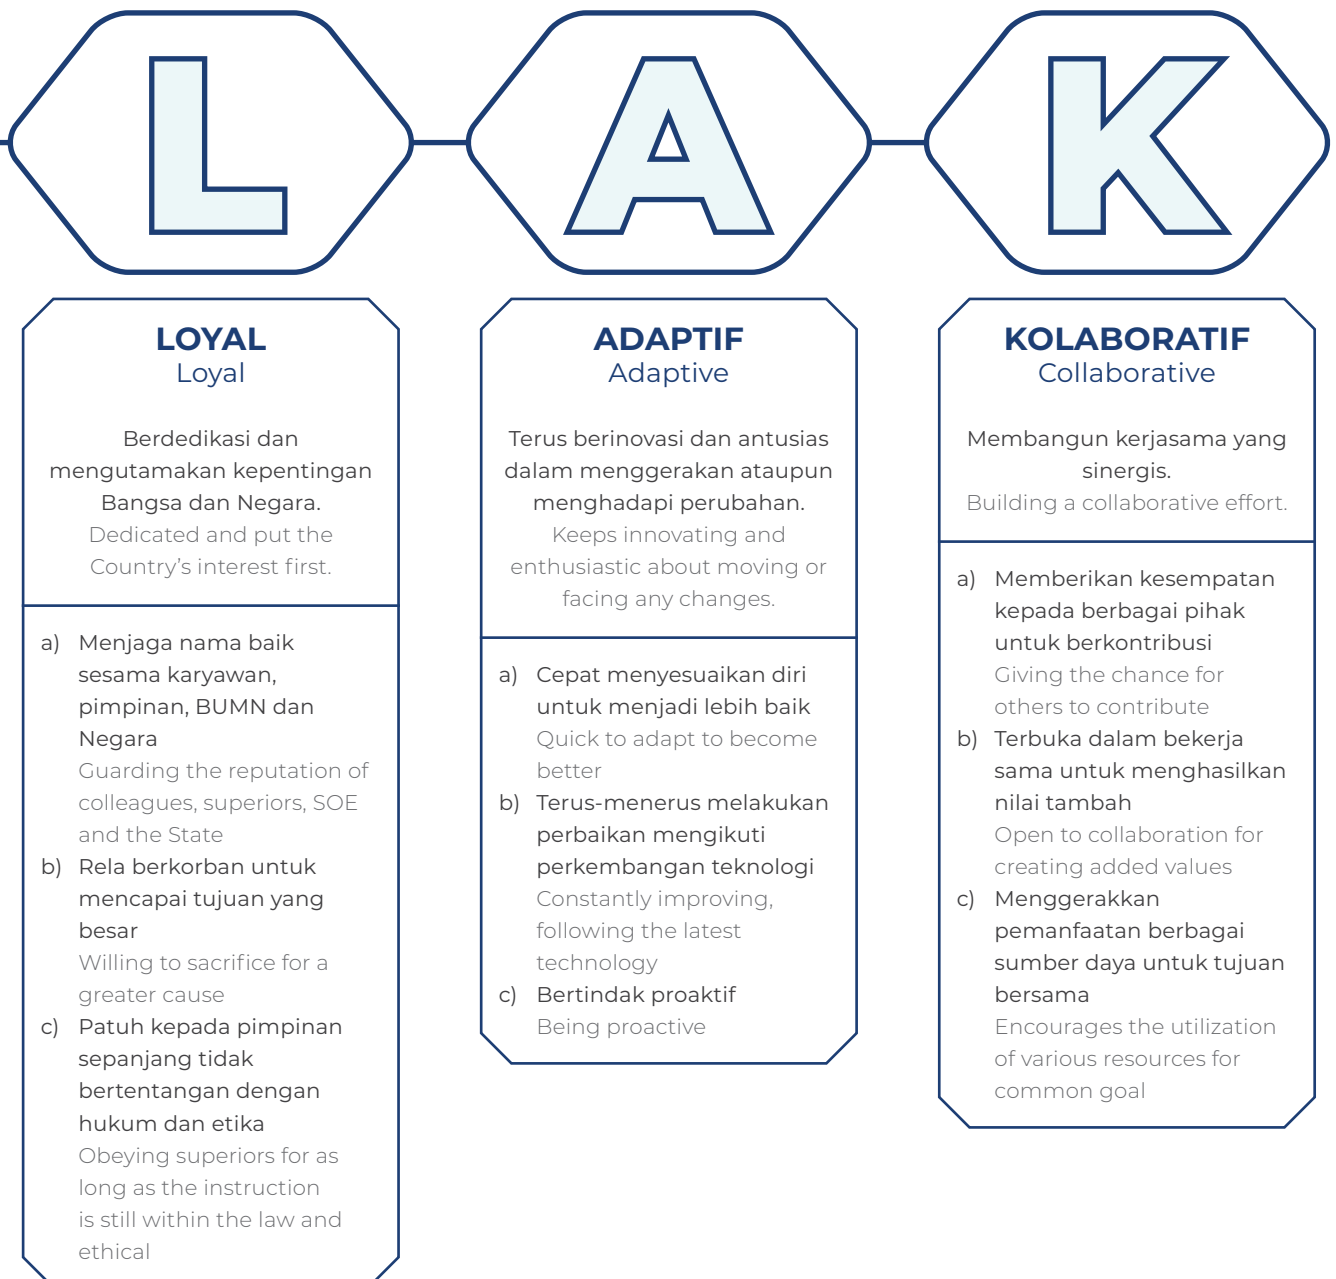 L
A
K
LOYAL
Loyal
Berdedikasi dan
mengutamakan kepentingan
Bangsa dan Negara.
Dedicated and put the
Country’s interest first.
a) Menjaga nama baik
sesama karyawan,
pimpinan, BUMN dan
Negara
Guarding the reputation of
colleagues, superiors, SOE
and the State
b) Rela berkorban untuk
mencapai tujuan yang
besar
Willing to sacrifice for a
greater cause
c) Patuh kepada pimpinan
sepanjang tidak
bertentangan dengan
hukum dan etika
Obeying superiors for as
long as the instruction
is still within the law and
ethical
ADAPTIF
Adaptive
Terus berinovasi dan antusias
dalam menggerakan ataupun
menghadapi perubahan.
Keeps innovating and
enthusiastic about moving or
facing any changes.
a) Cepat menyesuaikan diri
untuk menjadi lebih baik
Quick to adapt to become
better
b) Terus-menerus melakukan
perbaikan mengikuti
perkembangan teknologi
Constantly improving,
following the latest
technology
c) Bertindak proaktif
Being proactive
KOLABORATIF
Collaborative
Membangun kerjasama yang
sinergis.
Building a collaborative effort.
a) Memberikan kesempatan
kepada berbagai pihak
untuk berkontribusi
Giving the chance for
others to contribute
b) Terbuka dalam bekerja
sama untuk menghasilkan
nilai tambah
Open to collaboration for
creating added values
c) Menggerakkan
pemanfaatan berbagai
sumber daya untuk tujuan
bersama
Encourages the utilization
of various resources for
common goal